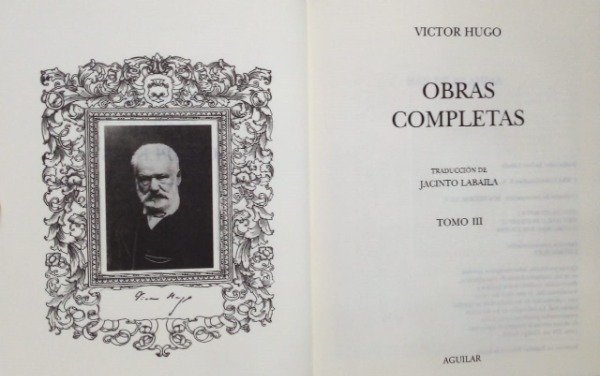 VICTOR HUGO
OBRAS
COMPLETAS
TRADUCCIÓN DE
JACINTO LABAILA
TOMO III
AGUILAR